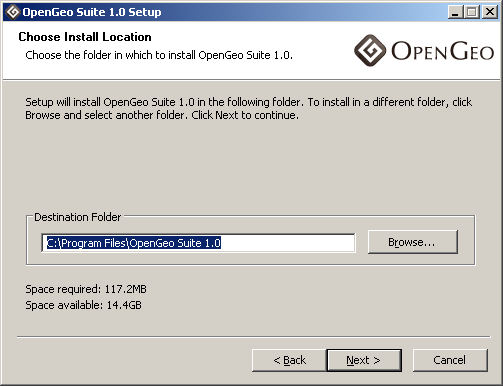 OpenGeo Suite 1.0 Setup
Choose Install Location
Choose the folder in which to install OpenGeo Suite 1.0.
OPENGEO
Setup will install OpenGeo Suite 1.0 in the following folder. To install in a different folder, click
Browse and select another folder. Click Next to continue.
Destination Folder
C:\Program Files\OpenGeo Suite 1.0
Browse...
Space required: 117.2MB
Space available: 14.4GB
< Back
Next >
Cancel